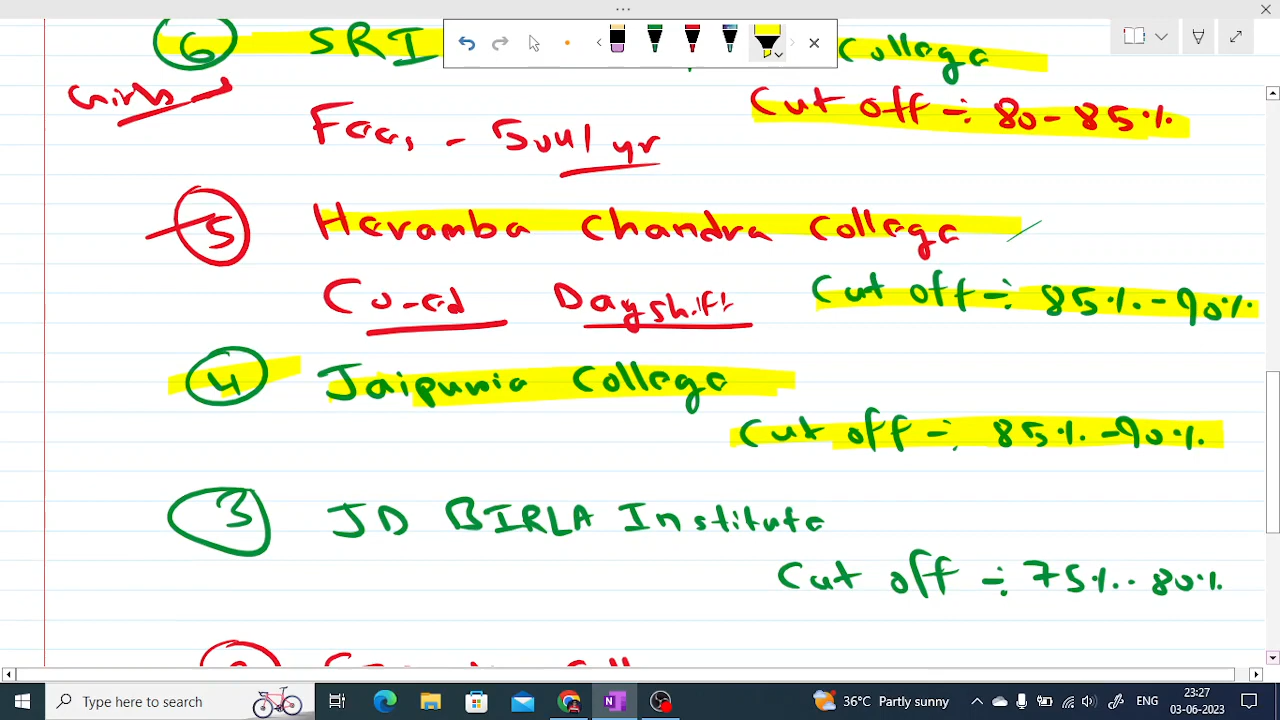 6 SRI College
Girls
Cut off ÷ 80-85%
Fees - 50k/yr
5 Heramba Chandra College
Co-ed Dayshift
Cut off ÷ 85%-90%
4 Jaipuria College
Cut off ÷ 85%-90%
3 JD BIRLA Institute
Cut off ÷ 75%-80%
Type here to search
36°C Partly sunny
ENG
23:27
03-06-2023